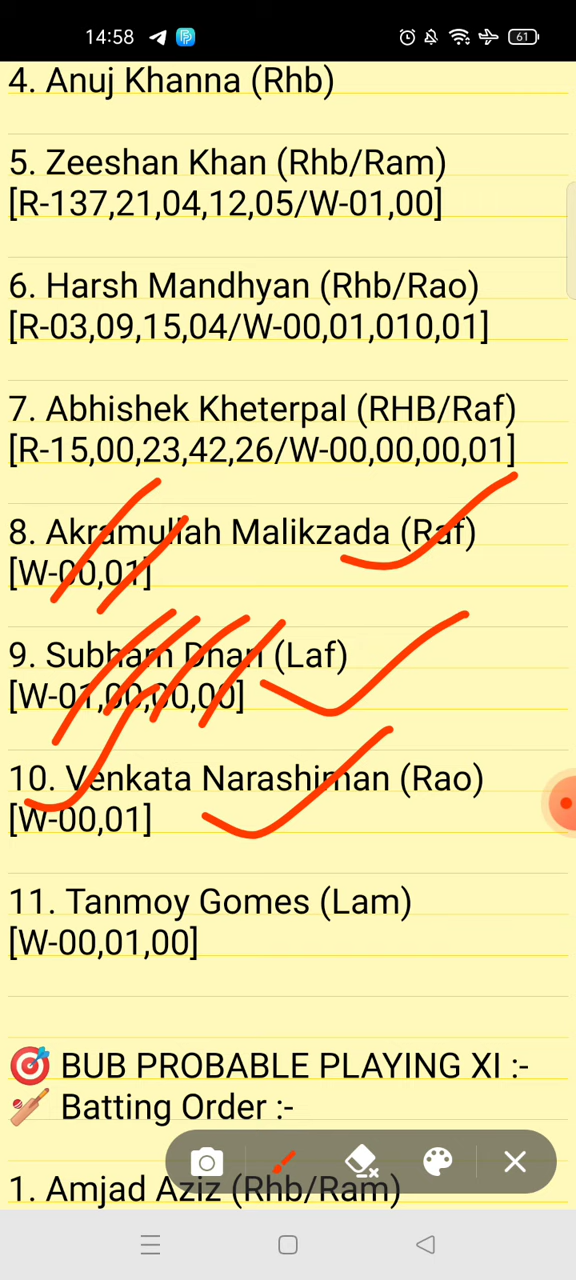 14:58
61
4. Anuj Khanna (Rhb)
5. Zeeshan Khan (Rhb/Ram)
[R-137,21,04,12,05/W-01,00]
6. Harsh Mandhyan (Rhb/Rao)
[R-03,09,15,04/W-00,01,010,01]
7. Abhishek Kheterpal (RHB/Raf)
[R-15,00,23,42,26/W-00,00,00,01]
8. Akramullah Malikzada (Raf)
[W-00,01]
9. Subham Dhari (Laf)
[W-01,00,00,00]
10. Venkata Narashiman (Rao)
[W-00,01]
11. Tanmoy Gomes (Lam)
[W-00,01,00]
BUB PROBABLE PLAYING XI :-
Batting Order :-
1. Amjad Aziz (Rhb/Ram)